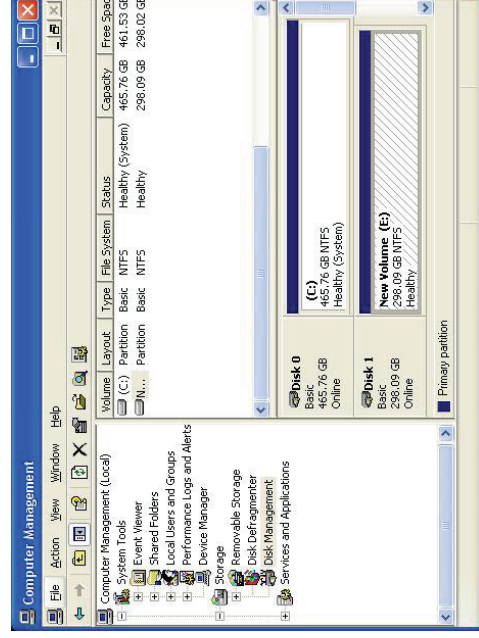 Computer Management
File Action View Window Help
Computer Management (Local)
System Tools
Event Viewer
Shared Folders
Local Users and Groups
Performance Logs and Alerts
Device Manager
Storage
Removable Storage
Disk Defragmenter
Disk Management
Services and Applications
Volume Layout Type File System Status Capacity Free Spac
(C:) Partition Basic NTFS Healthy (System) 465.76 GB 461.53 GB
N... Partition Basic NTFS Healthy 298.09 GB 298.02 GB
Disk 0
Basic
465.76 GB
Online
(C:)
465.76 GB NTFS
Healthy (System)
Disk 1
Basic
298.09 GB
Online
New Volume (E:)
298.09 GB NTFS
Healthy
Primary partition